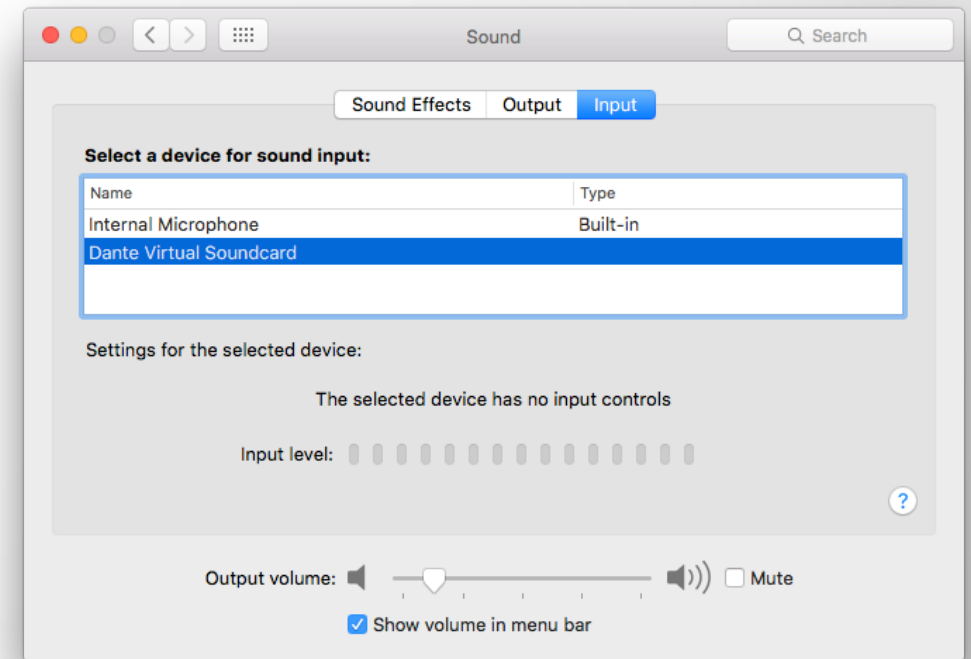 Sound
Search
Sound Effects Output Input
Select a device for sound input:
Name Type
Internal Microphone Built-in
Dante Virtual Soundcard
Settings for the selected device:
The selected device has no input controls
Input level:
?
Output volume: Mute
Show volume in menu bar